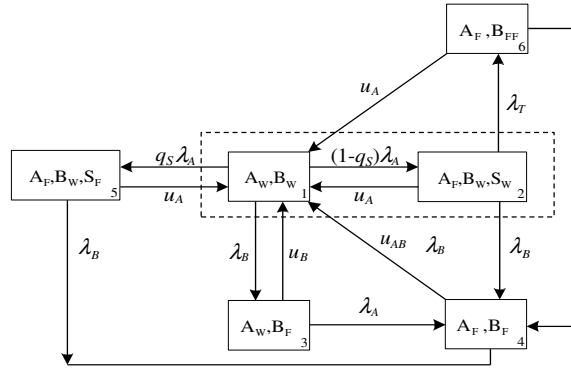 A_F ,B_FF
6
u_A
λ_T
q_S λ_A
(1-q_S)λ_A
A_F,B_W,S_F
5
A_W,B_W
1
A_F,B_W,S_W
2
u_A
u_A
λ_B
λ_B
u_B
u_AB
λ_B
λ_B
A_W,B_F
3
λ_A
A_F ,B_F
4